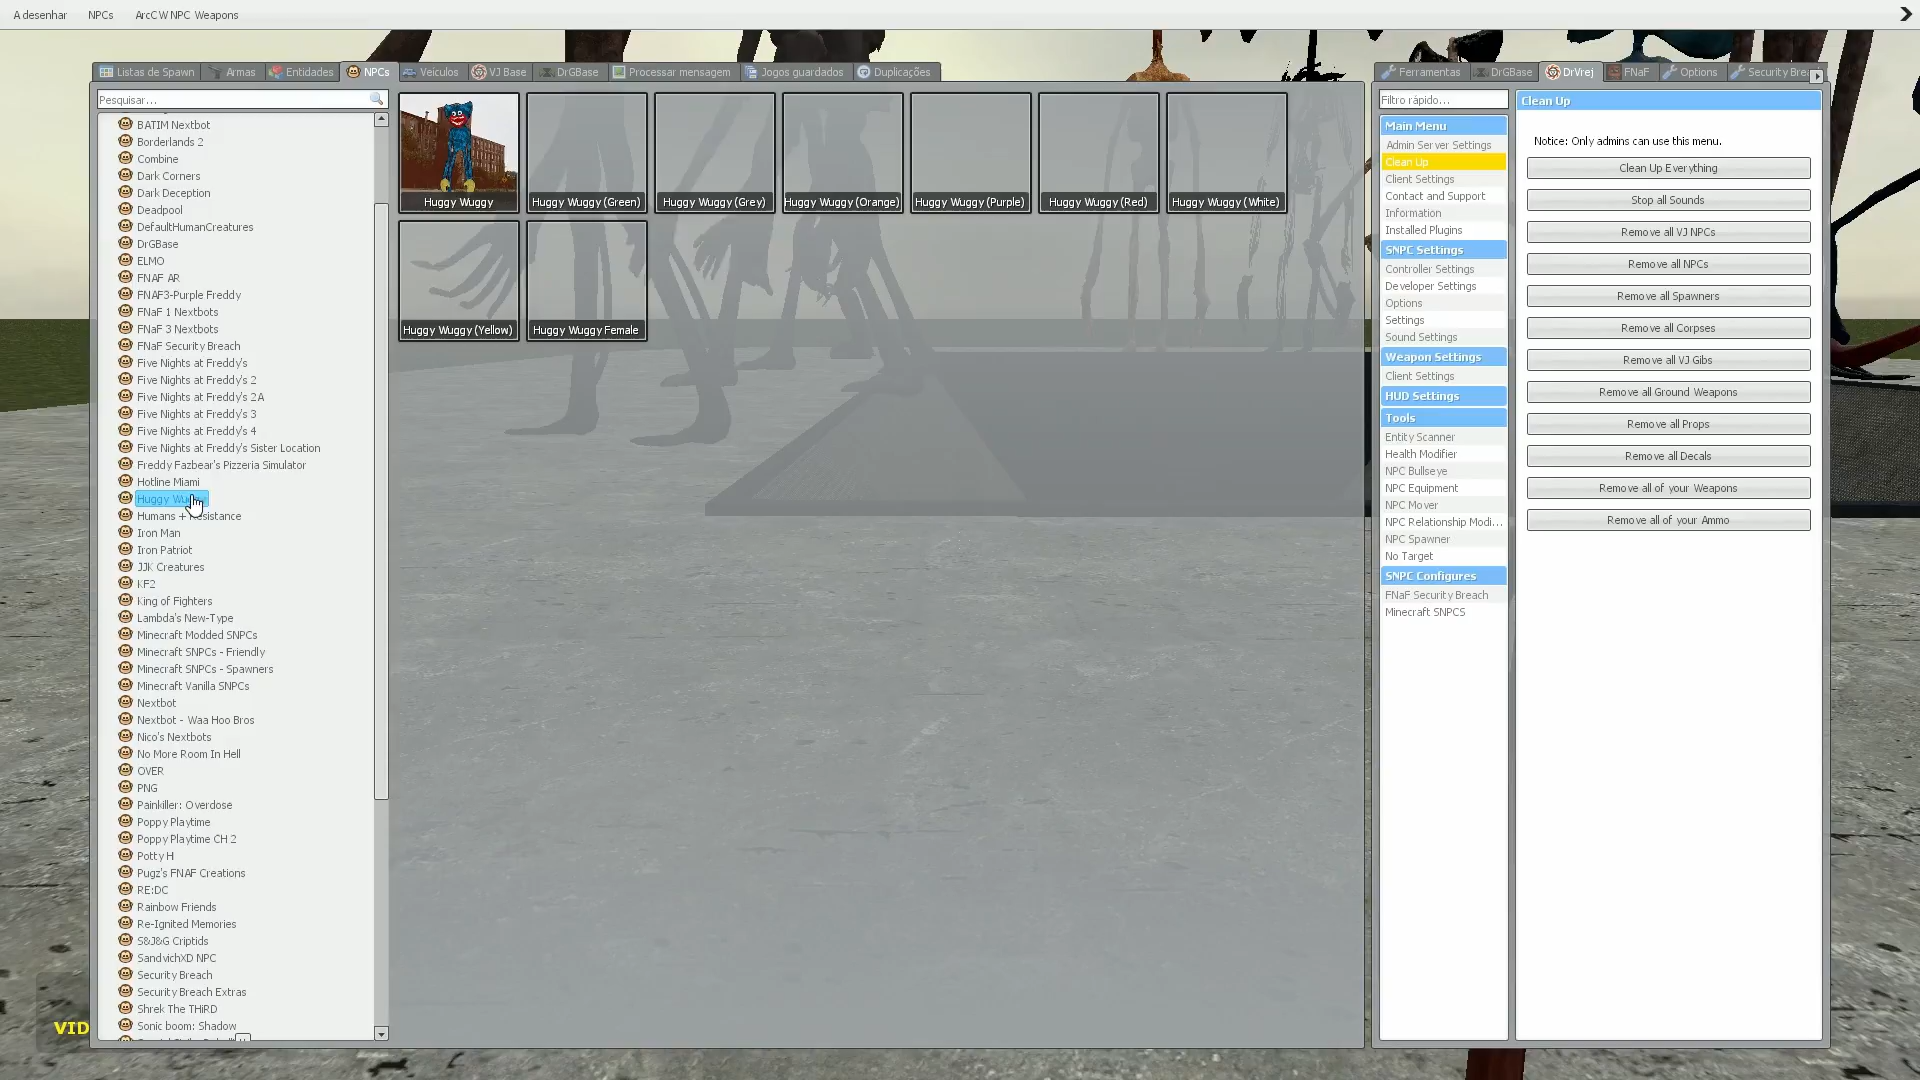 A desenhar NPCs ArcCW NPC Weapons
Listas de Spawn Armas Entidades NPCs Veículos VJ Base DrGBase Processar mensagem Jogos guardados Duplicações
Pesquisar...
BATIM Nextbot
Borderlands 2
Combine
Dark Corners
Dark Deception
Deadpool
DefaultHumanCreatures
DrGBase
ELMO
FNAF AR
FNAF3-Purple Freddy
FNaF 1 Nextbots
FNaF 3 Nextbots
FNaF Security Breach
Five Nights at Freddy's
Five Nights at Freddy's 2
Five Nights at Freddy's 2A
Five Nights at Freddy's 3
Five Nights at Freddy's 4
Five Nights at Freddy's Sister Location
Freddy Fazbear's Pizzeria Simulator
Hotline Miami
Huggy
Humans +
Iron Man
Iron Patriot
JJK Creatures
KF2
King of Fighters
Lambda's New-Type
Minecraft Modded SNPCs
Minecraft SNPCs - Friendly
Minecraft SNPCs - Spawners
Minecraft Vanilla SNPCs
Nextbot
Nextbot - Waa Hoo Bros
Nico's Nextbots
No More Room In Hell
OVER
PNG
Painkiller: Overdose
Poppy Playtime
Poppy Playtime CH 2
Potty H
Pugz's FNAF Creations
RE:DC
Rainbow Friends
Re-Ignited Memories
S&J&G Criptids
SandvichXD NPC
Security Breach
Security Breach Extras
Shrek The THiRD
Sonic boom: Shadow
VID
Huggy Wuggy
Huggy Wuggy (Green)
Huggy Wuggy (Grey)
Huggy Wuggy (Orange)
Huggy Wuggy (Purple)
Huggy Wuggy (Red)
Huggy Wuggy (White)
Huggy Wuggy (Yellow)
Huggy Wuggy Female
Ferramentas DrGBase DrVrej FNaF Options Security Brea
Filtro rápido...
Main Menu
Admin Server Settings
Clean Up
Client Settings
Contact and Support
Information
Installed Plugins
SNPC Settings
Controller Settings
Developer Settings
Options
Settings
Sound Settings
Weapon Settings
Client Settings
HUD Settings
Tools
Entity Scanner
Health Modifier
NPC Bullseye
NPC Equipment
NPC Mover
NPC Relationship Modi...
NPC Spawner
No Target
SNPC Configures
FNaF Security Breach
Minecraft SNPCS
Clean Up
Notice: Only admins can use this menu.
Clean Up Everything
Stop all Sounds
Remove all VJ NPCs
Remove all NPCs
Remove all Spawners
Remove all Corpses
Remove all VJ Gibs
Remove all Ground Weapons
Remove all Props
Remove all Decals
Remove all of your Weapons
Remove all of your Ammo